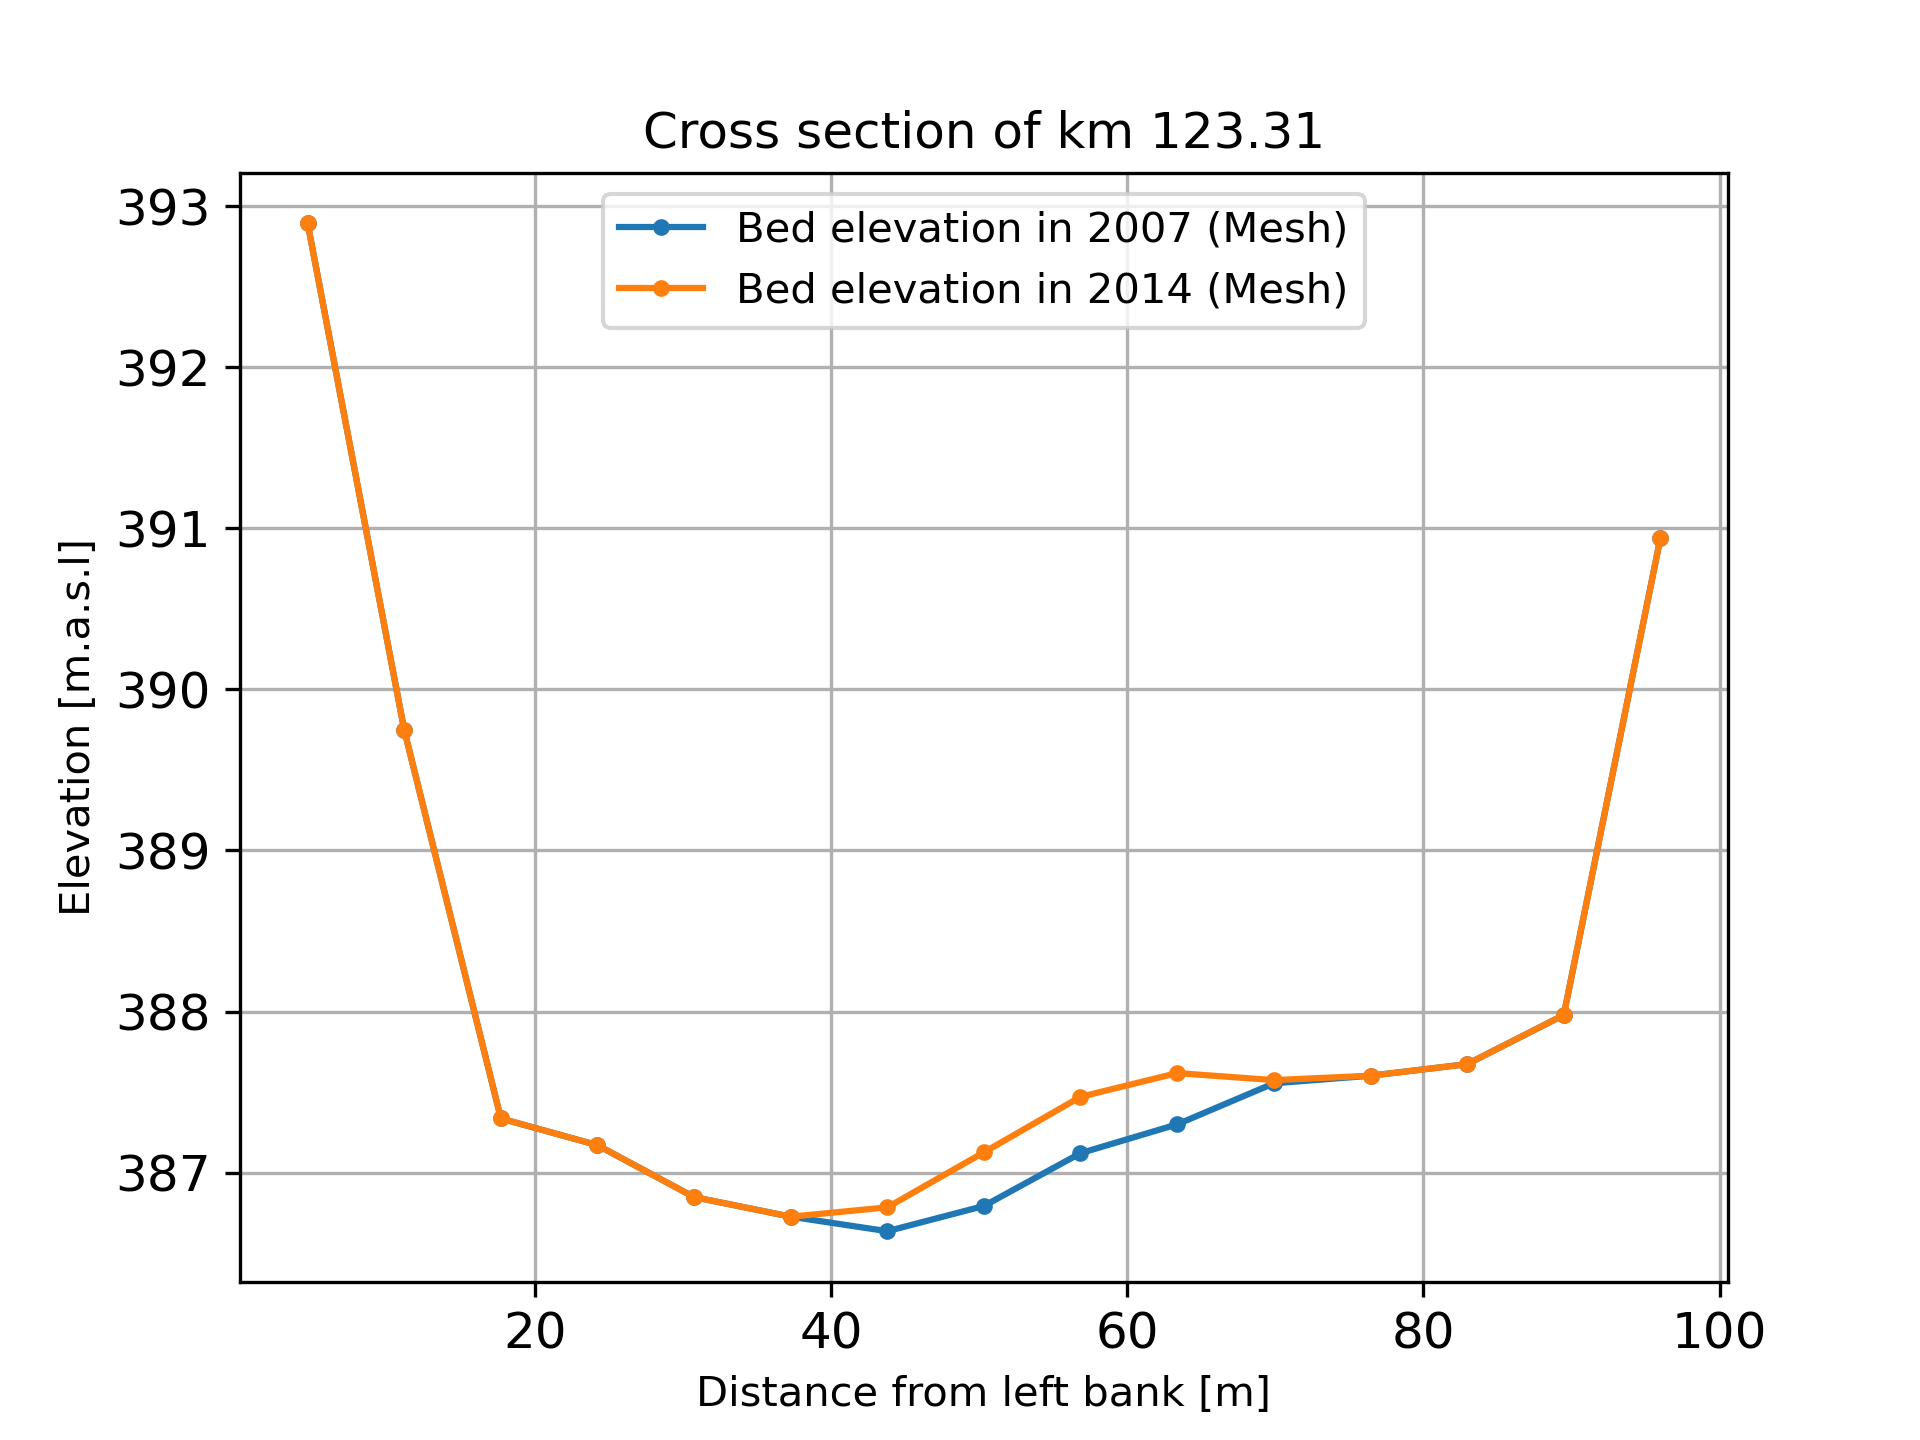 Cross section of km 123.31
Bed elevation in 2007 (Mesh)
Bed elevation in 2014 (Mesh)
Elevation [m.a.s.l]
393
392
391
390
389
388
387
20 40 60 80 100
Distance from left bank [m]